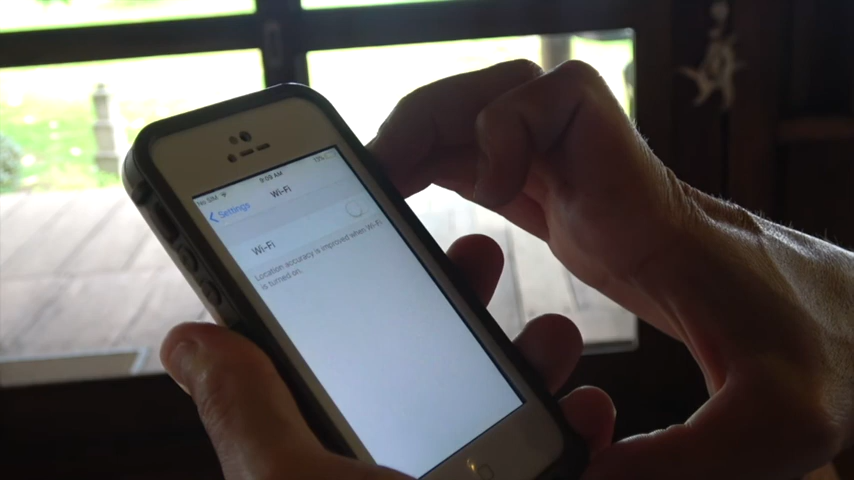 No SIM 9:09 AM
Settings Wi-Fi
Wi-Fi
Location accuracy is improved when Wi-Fi
is turned on.